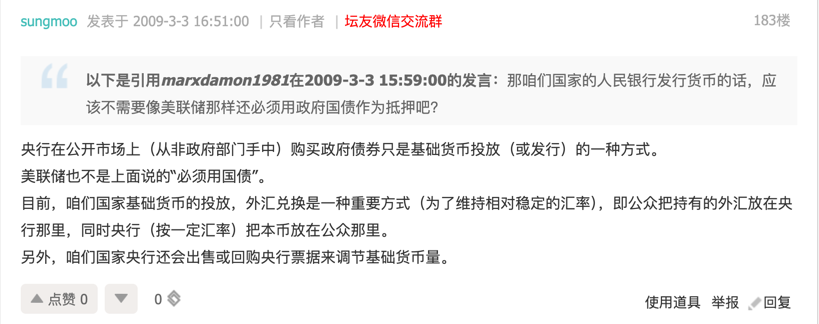 sungmoo 发表于 2009-3-3 16:51:00 | 只看作者 | 坛友微信交流群 183楼
以下是引用marxdamon1981在2009-3-3 15:59:00的发言：那咱们国家的人民银行发行货币的话，应
该不需要像美联储那样还必须用政府国债作为抵押吧？
央行在公开市场上（从非政府部门手中）购买政府债券只是基础货币投放（或发行）的一种方式。
美联储也不是上面说的“必须用国债”。
目前，咱们国家基础货币的投放，外汇兑换是一种重要方式（为了维持相对稳定的汇率），即公众把持有的外汇放在央
行那里，同时央行（按一定汇率）把本币放在公众那里。
另外，咱们国家央行还会出售或回购央行票据来调节基础货币量。
点赞 0 0 使用道具 举报 回复